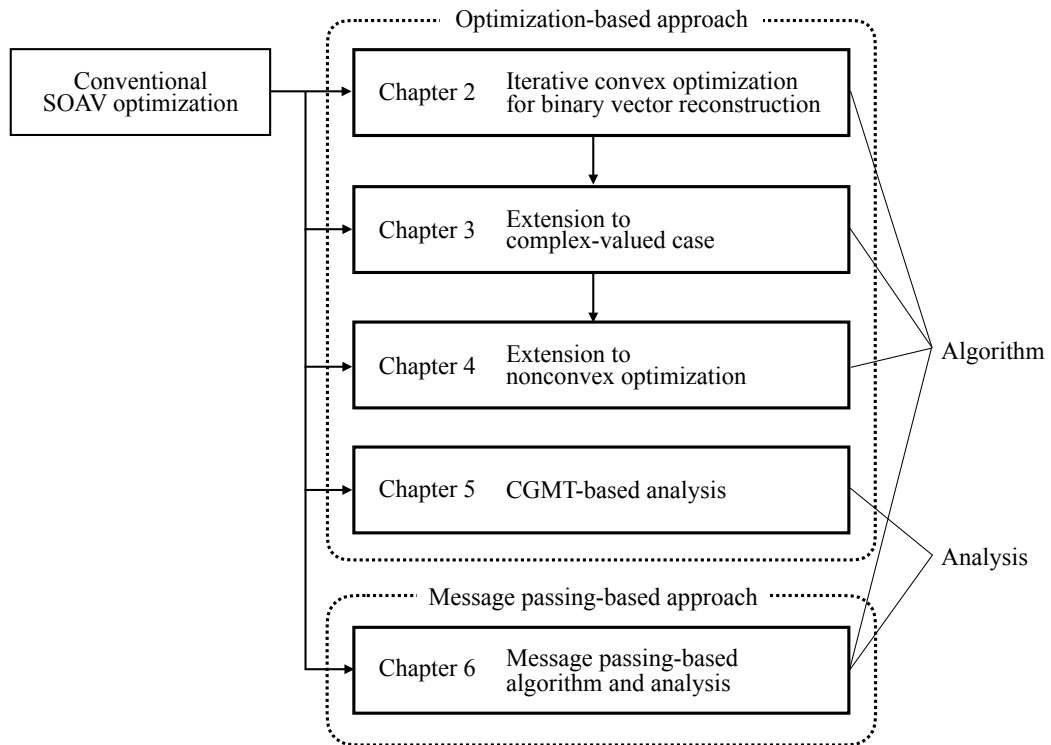 Optimization-based approach
Conventional
SOAV optimization
Chapter 2
Iterative convex optimization
for binary vector reconstruction
Chapter 3
Extension to
complex-valued case
Chapter 4
Extension to
nonconvex optimization
Algorithm
Chapter 5
CGMT-based analysis
Analysis
Message passing-based approach
Chapter 6
Message passing-based
algorithm and analysis